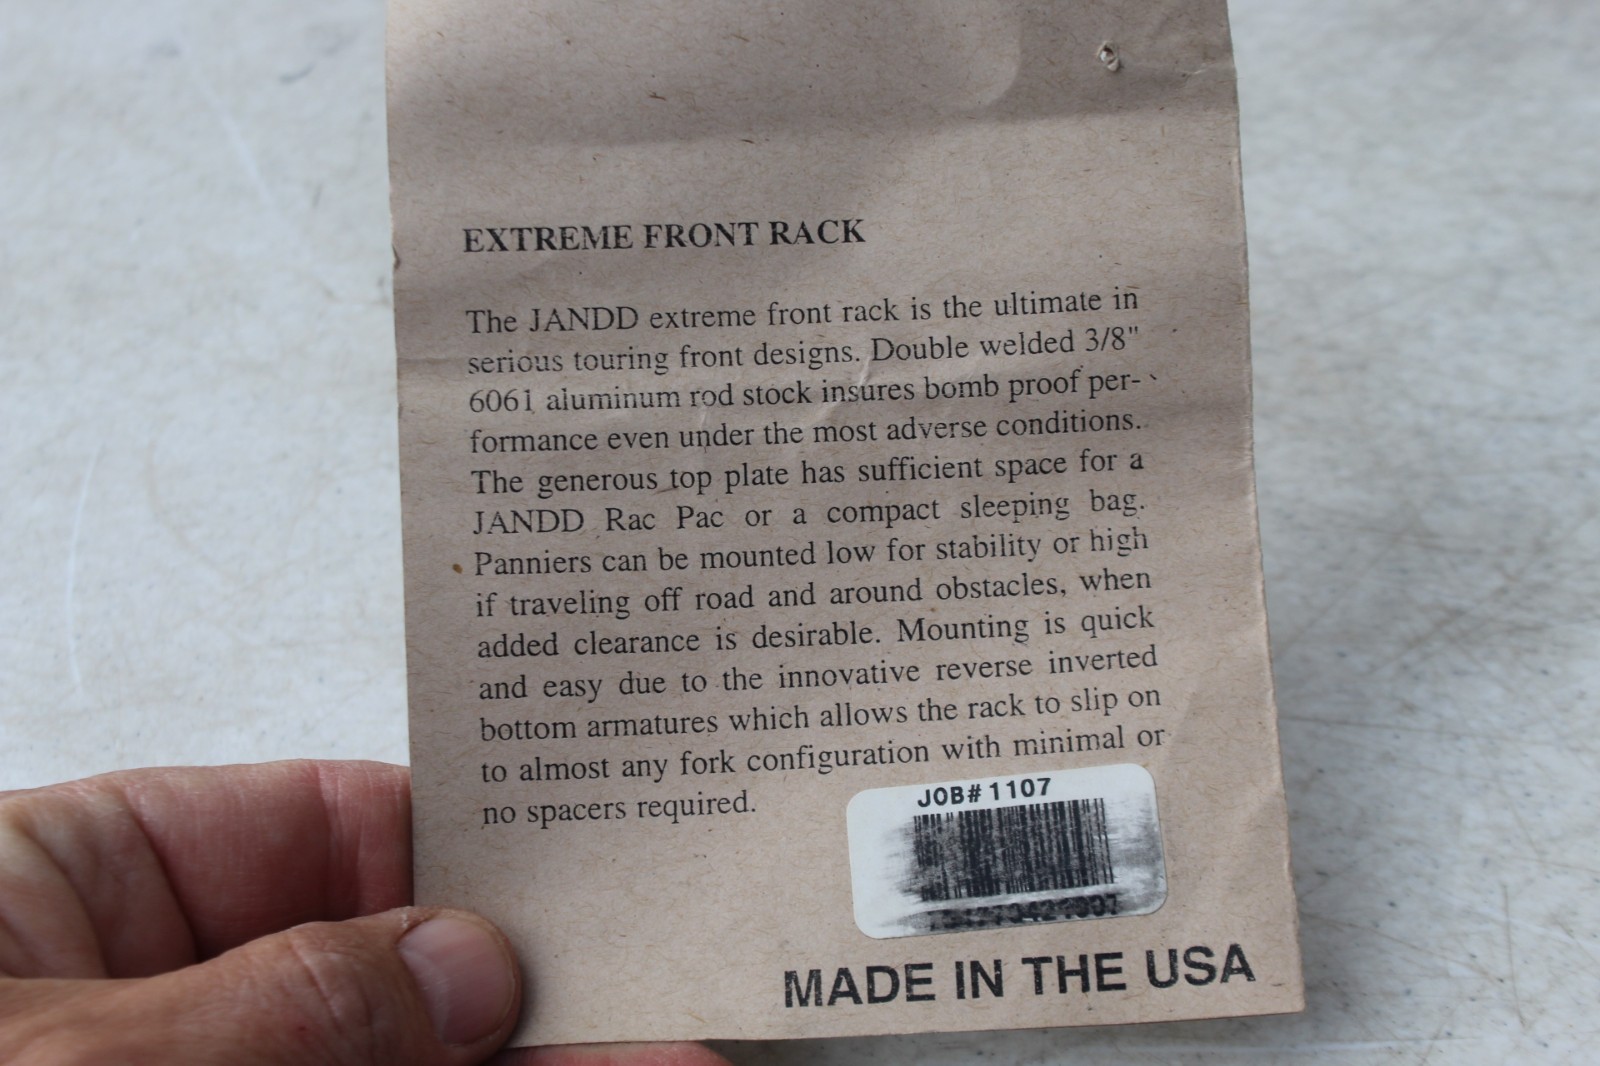 EXTREME FRONT RACK
The JANDD extreme front rack is the ultimate in
serious touring front designs. Double welded 3/8"
6061 aluminum rod stock insures bomb proof per-
formance even under the most adverse conditions.
The generous top plate has sufficient space for a
JANDD Rac Pac or a compact sleeping bag.
Panniers can be mounted low for stability or high
if traveling off road and around obstacles, when
added clearance is desirable. Mounting is quick
and easy due to the innovative reverse inverted
bottom armatures which allows the rack to slip on
to almost any fork configuration with minimal or
no spacers required.
JOB# 1107
MADE IN THE USA